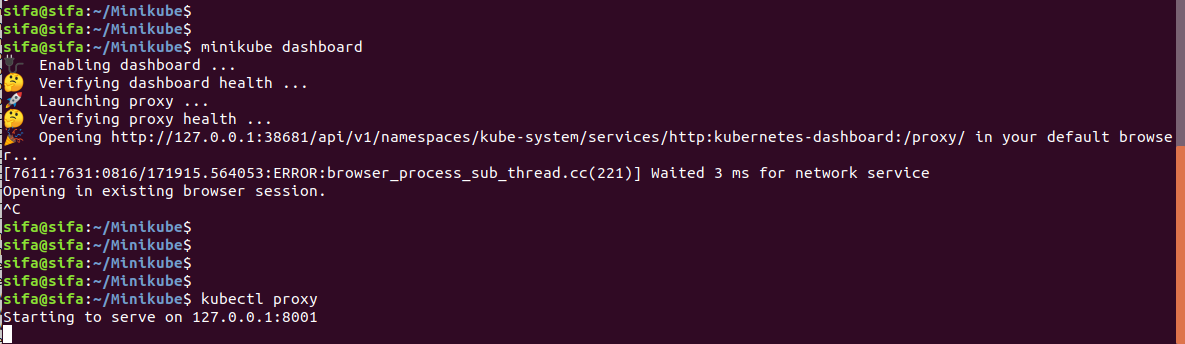 sifa@sifa:~/Minikube$
sifa@sifa:~/Minikube$
sifa@sifa:~/Minikube$ minikube dashboard
🔌  Enabling dashboard ...
🤔  Verifying dashboard health ...
🚀  Launching proxy ...
🤔  Verifying proxy health ...
🎉  Opening http://127.0.0.1:38681/api/v1/namespaces/kube-system/services/http:kubernetes-dashboard:/proxy/ in your default browse
r...
[7611:7631:0816/171915.564053:ERROR:browser_process_sub_thread.cc(221)] Waited 3 ms for network service
Opening in existing browser session.
^C
sifa@sifa:~/Minikube$
sifa@sifa:~/Minikube$
sifa@sifa:~/Minikube$
sifa@sifa:~/Minikube$
sifa@sifa:~/Minikube$ kubectl proxy
Starting to serve on 127.0.0.1:8001